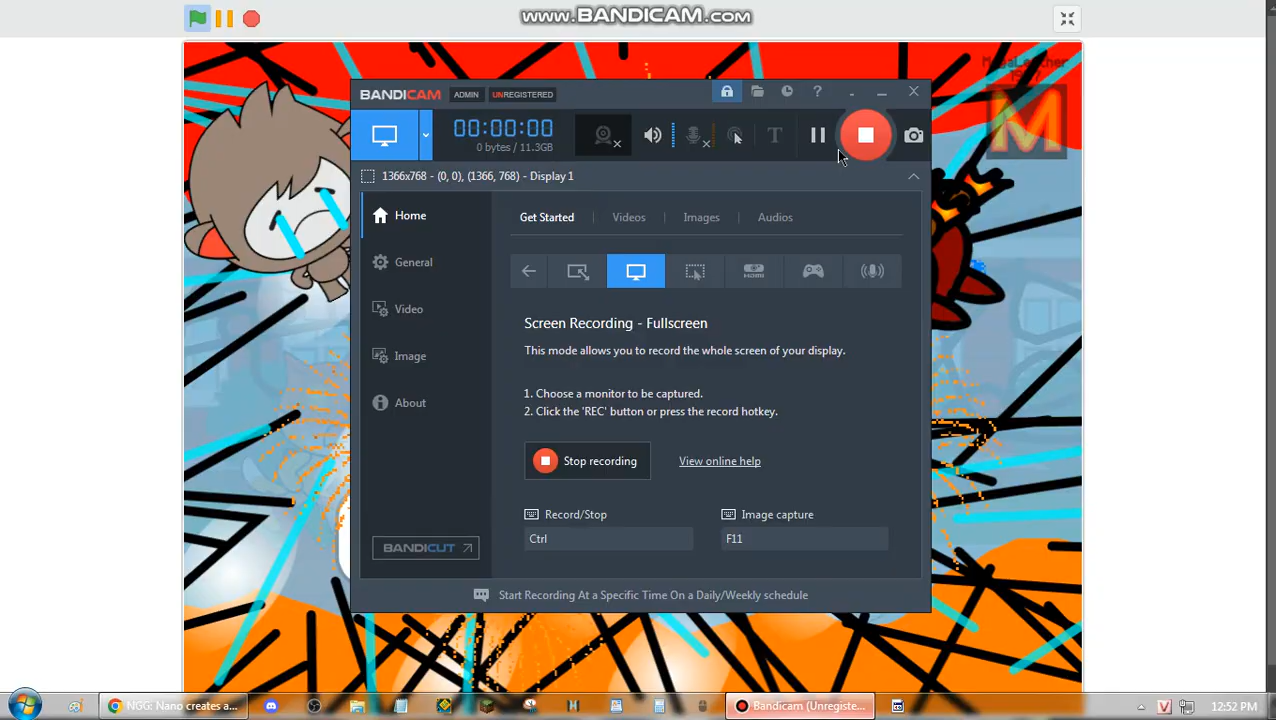 www.BANDICAM.com
MegaLeather
BANDICAM ADMIN UNREGISTERED
00:00:00
0 bytes / 11.3GB
T
1366x768 - (0, 0), (1366, 768) - Display 1
Home
General
Video
Image
About
BANDICUT
Get Started
Videos
Images
Audios
HDMI
Screen Recording - Fullscreen
This mode allows you to record the whole screen of your display.
1. Choose a monitor to be captured.
2. Click the 'REC' button or press the record hotkey.
Stop recording
View online help
Record/Stop
Image capture
Ctrl
F11
Start Recording At a Specific Time On a Daily/Weekly schedule
M
NGG: Nano creates a...
Bandicam (Unregiste...
12:52 PM